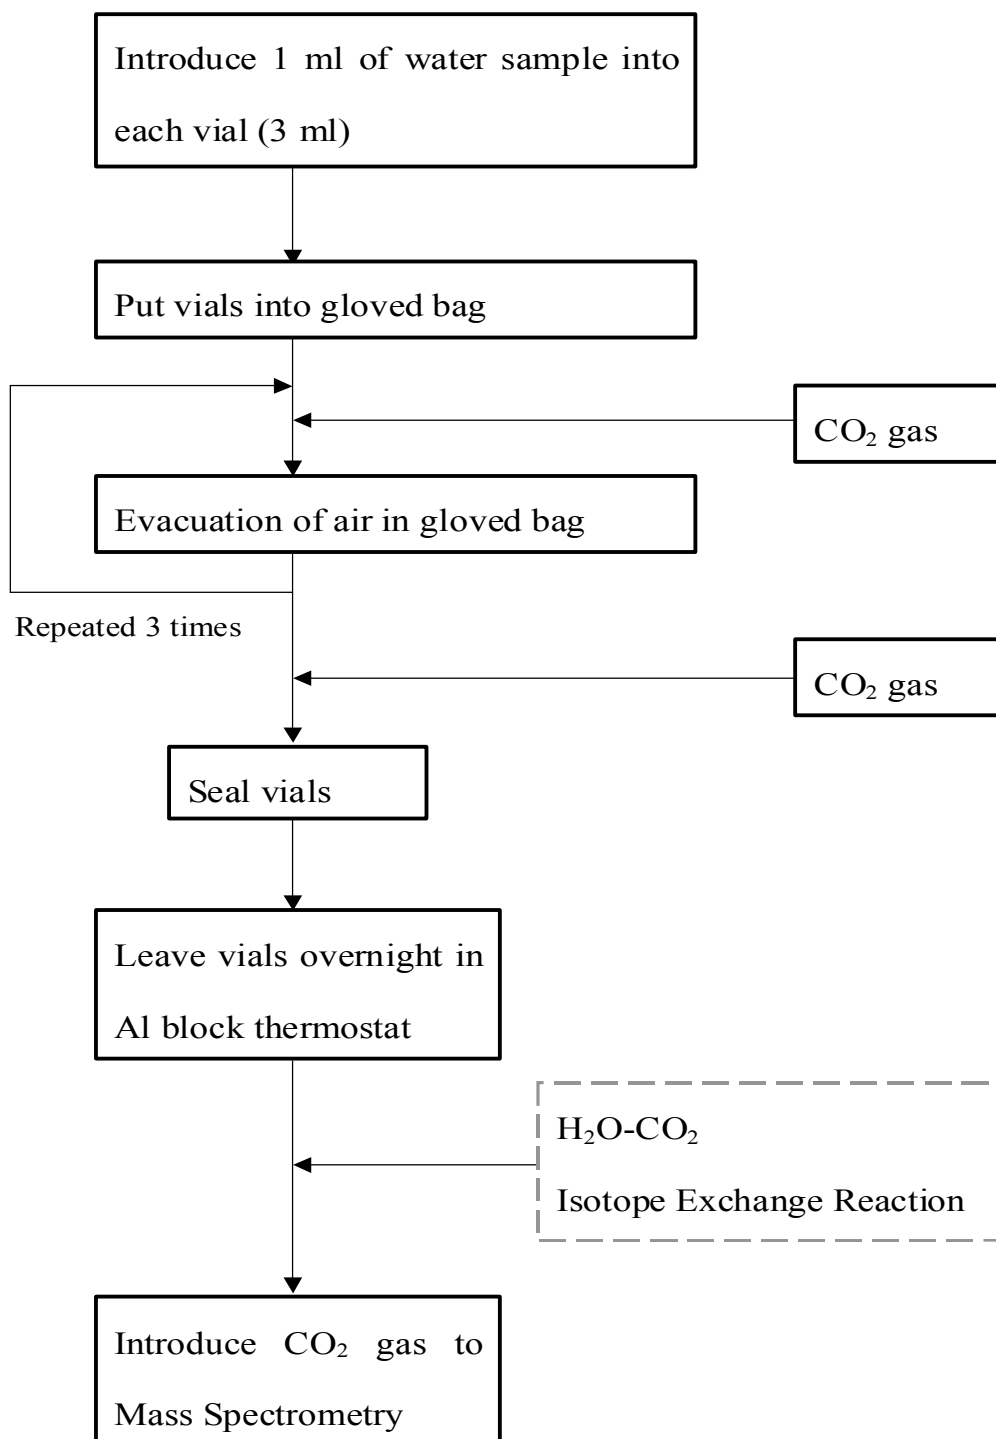 Introduce 1 ml of water sample into
each vial (3 ml)
Put vials into gloved bag
CO₂ gas
Evacuation of air in gloved bag
Repeated 3 times
CO₂ gas
Seal vials
Leave vials overnight in
Al block thermostat
H₂O-CO₂
Isotope Exchange Reaction
Introduce CO₂ gas to
Mass Spectrometry